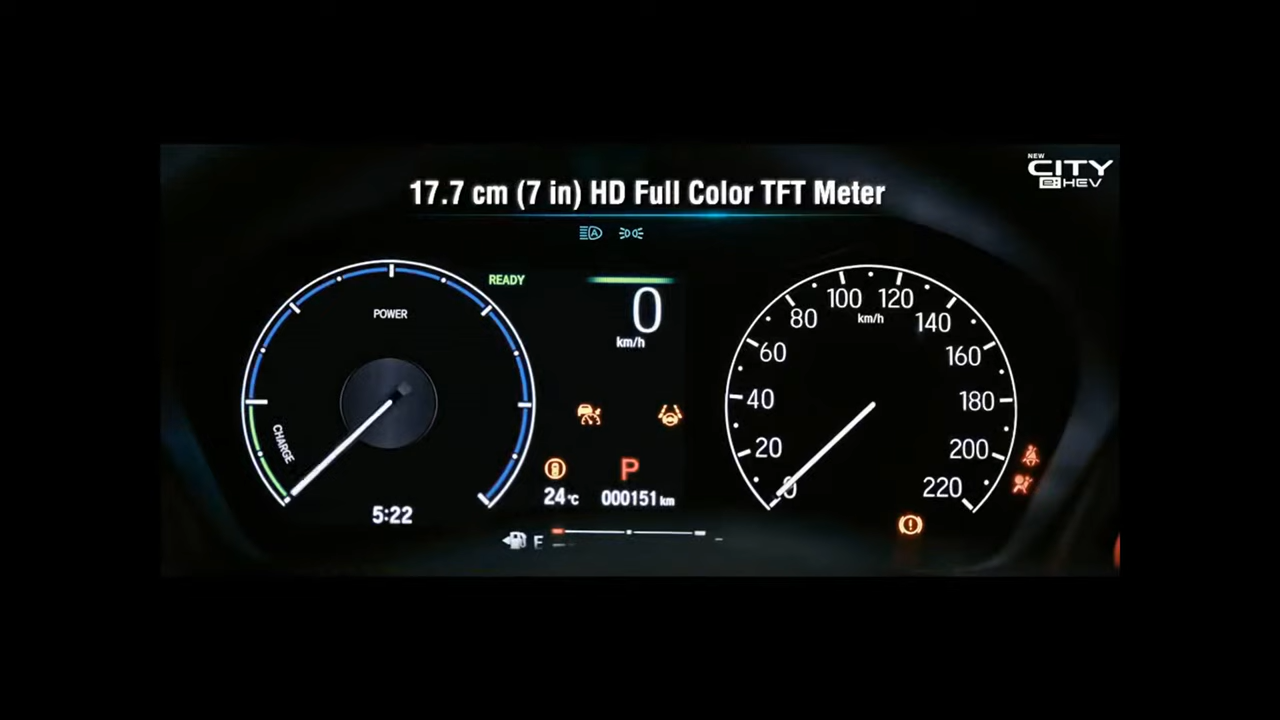 NEW
CITY
e:HEV
17.7 cm (7 in) HD Full Color TFT Meter
A
READY
POWER
0
km/h
CHARGE
100 120
80 km/h 140
60 160
40 180
20 200
0 220
P
24°C 000151 km
5:22
E